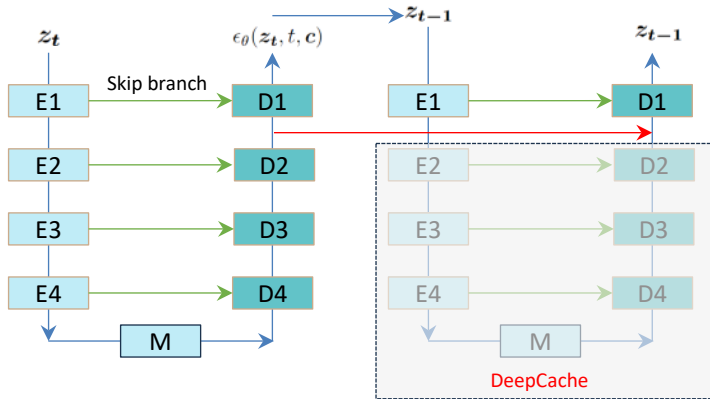 z_t
ϵ_θ(z_t, t, c)
z_{t−1}
z_{t−1}
Skip branch
E1
D1
E1
D1
E2
D2
E2
D2
E3
D3
E3
D3
E4
D4
E4
D4
M
M
DeepCache